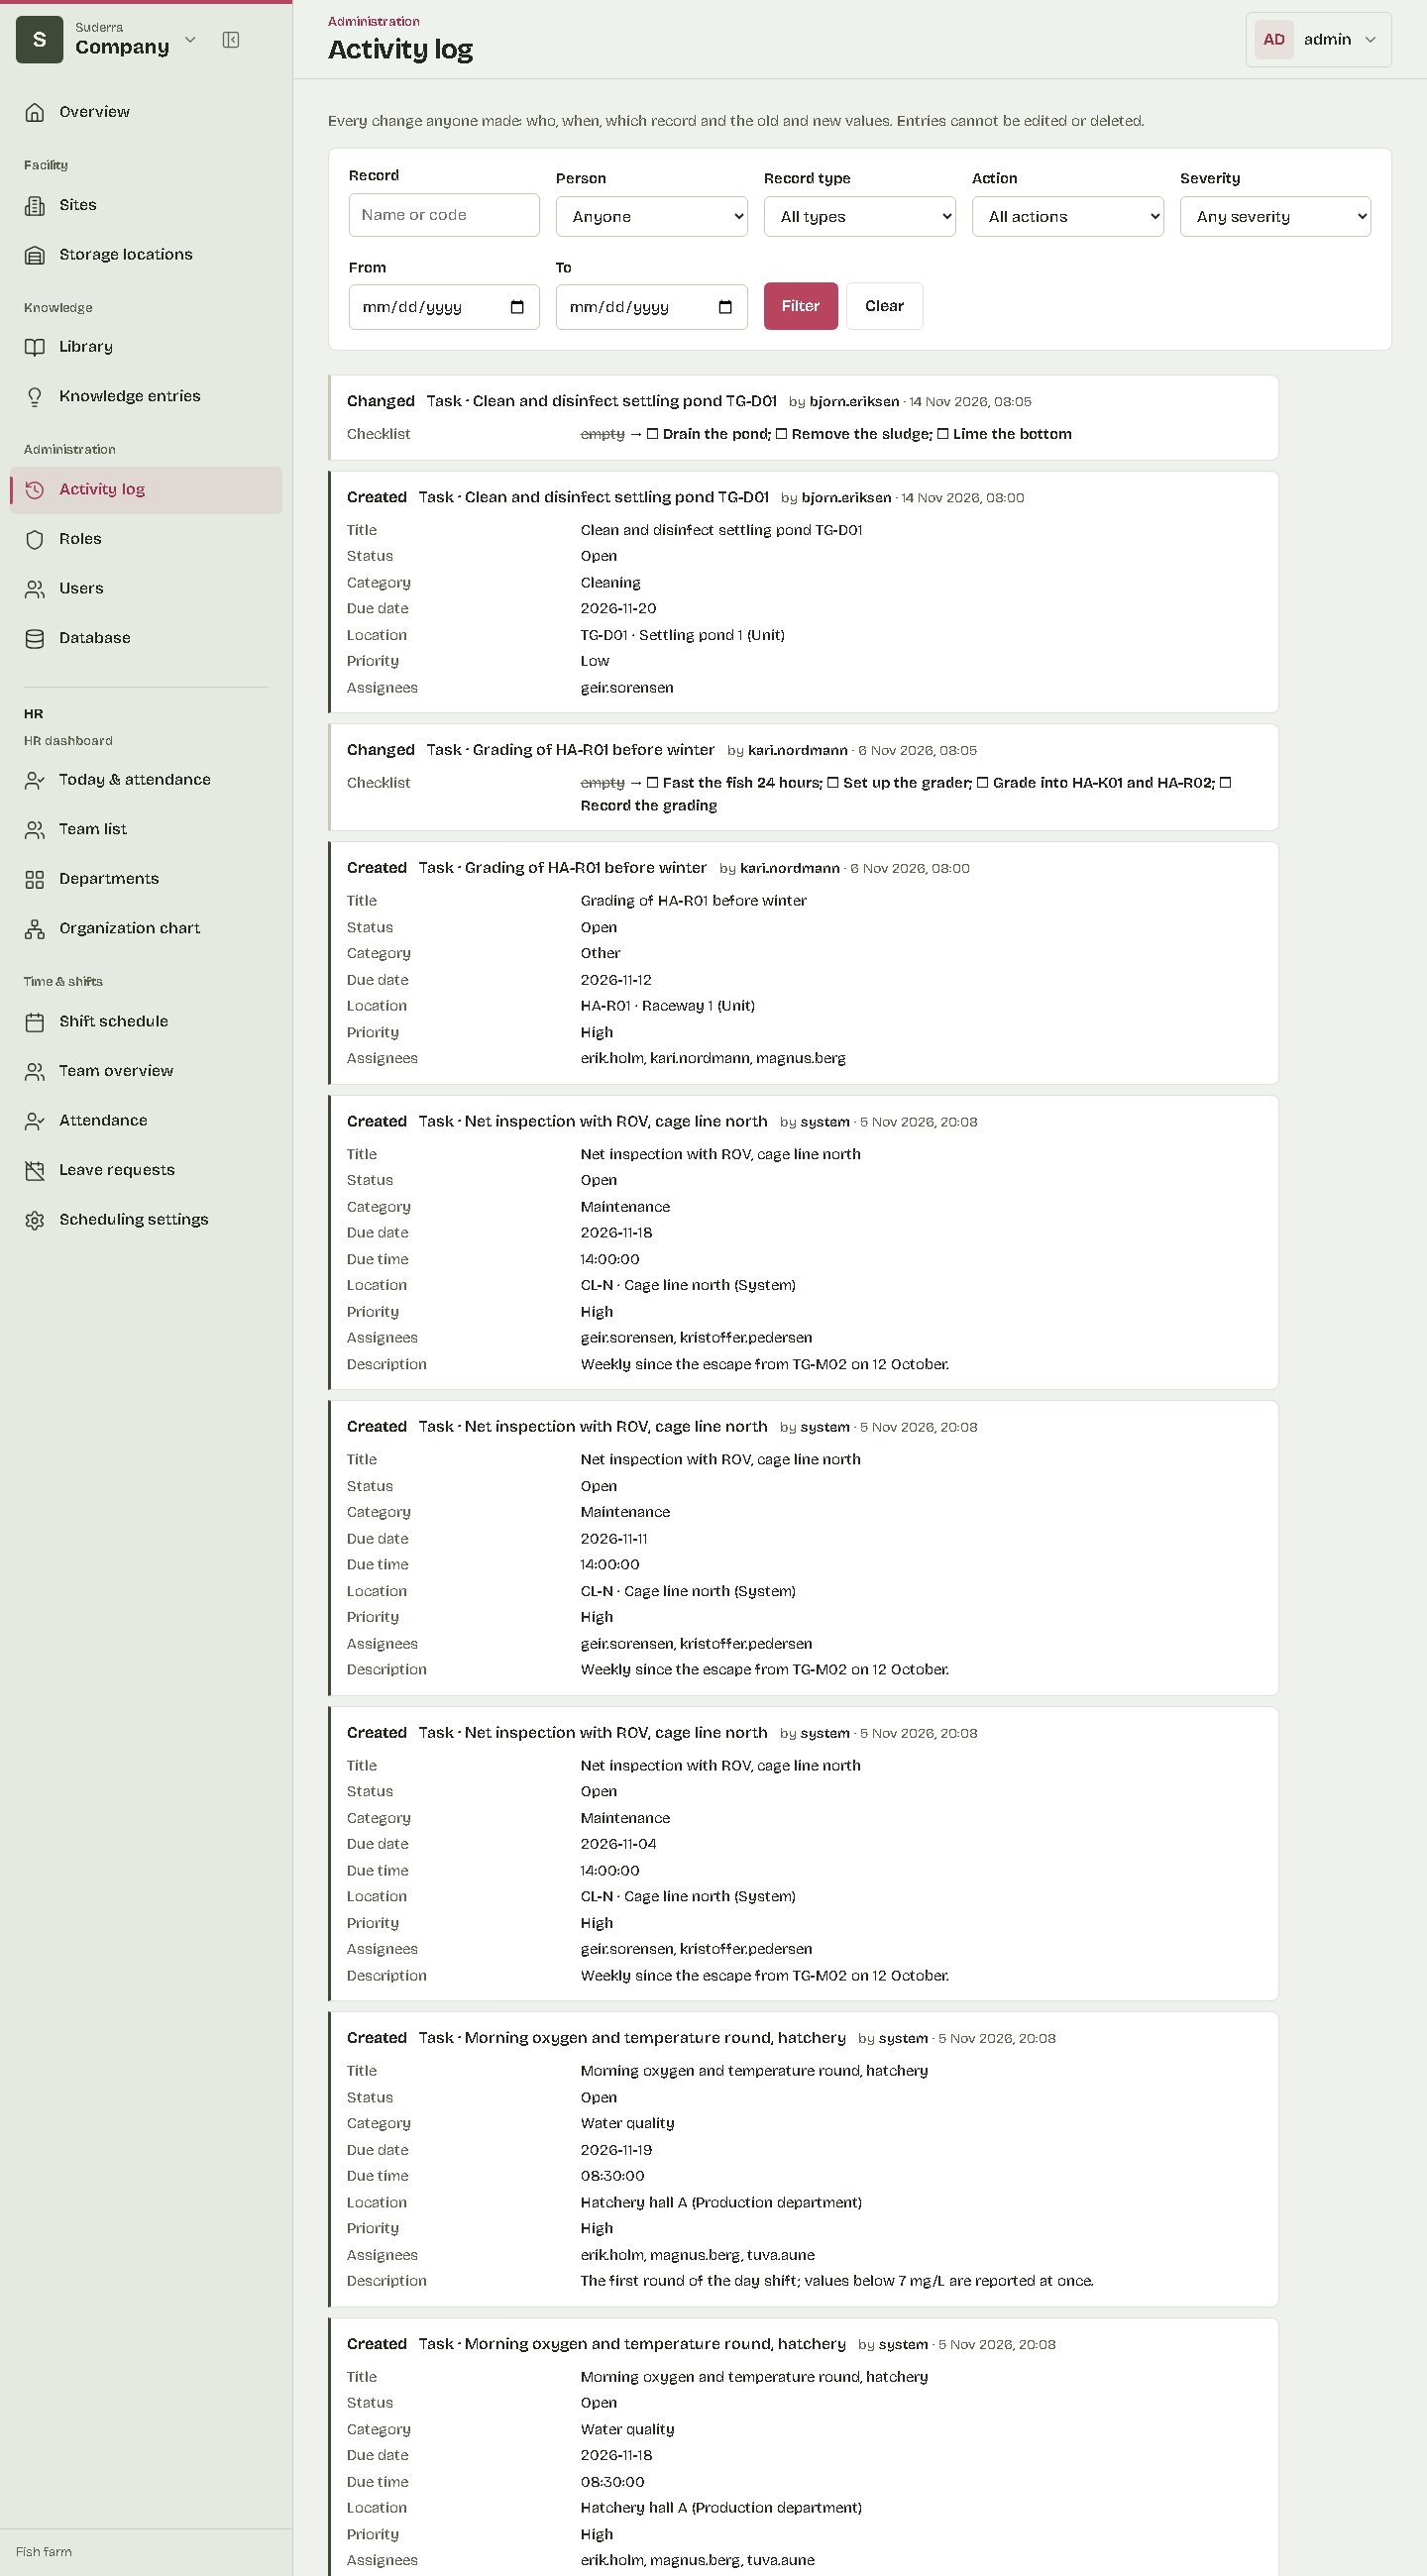 S
Suderra
Company
Overview
Facility
Sites
Storage locations
Knowledge
Library
Knowledge entries
Administration
Activity log
Roles
Users
Database
HR
HR dashboard
Today & attendance
Team list
Departments
Organization chart
Time & shifts
Shift schedule
Team overview
Attendance
Leave requests
Scheduling settings
Fish farm
Administration
Activity log
AD admin
Every change anyone made: who, when, which record and the old and new values. Entries cannot be edited or deleted.
Record Person Record type Action Severity
Name or code Anyone All types All actions Any severity
From To
mm/dd/yyyy mm/dd/yyyy Filter Clear
Changed Task · Clean and disinfect settling pond TG-D01 by bjorn.eriksen · 14 Nov 2026, 08:05
Checklist empty → ☐ Drain the pond; ☐ Remove the sludge; ☐ Lime the bottom
Created Task · Clean and disinfect settling pond TG-D01 by bjorn.eriksen · 14 Nov 2026, 08:00
Title Clean and disinfect settling pond TG-D01
Status Open
Category Cleaning
Due date 2026-11-20
Location TG-D01 · Settling pond 1 (Unit)
Priority Low
Assignees geir.sorensen
Changed Task · Grading of HA-R01 before winter by kari.nordmann · 6 Nov 2026, 08:05
Checklist empty → ☐ Fast the fish 24 hours; ☐ Set up the grader; ☐ Grade into HA-K01 and HA-R02; ☐
Record the grading
Created Task · Grading of HA-R01 before winter by kari.nordmann · 6 Nov 2026, 08:00
Title Grading of HA-R01 before winter
Status Open
Category Other
Due date 2026-11-12
Location HA-R01 · Raceway 1 (Unit)
Priority High
Assignees erik.holm, kari.nordmann, magnus.berg
Created Task · Net inspection with ROV, cage line north by system · 5 Nov 2026, 20:08
Title Net inspection with ROV, cage line north
Status Open
Category Maintenance
Due date 2026-11-18
Due time 14:00:00
Location CL-N · Cage line north (System)
Priority High
Assignees geir.sorensen, kristoffer.pedersen
Description Weekly since the escape from TG-M02 on 12 October.
Created Task · Net inspection with ROV, cage line north by system · 5 Nov 2026, 20:08
Title Net inspection with ROV, cage line north
Status Open
Category Maintenance
Due date 2026-11-11
Due time 14:00:00
Location CL-N · Cage line north (System)
Priority High
Assignees geir.sorensen, kristoffer.pedersen
Description Weekly since the escape from TG-M02 on 12 October.
Created Task · Net inspection with ROV, cage line north by system · 5 Nov 2026, 20:08
Title Net inspection with ROV, cage line north
Status Open
Category Maintenance
Due date 2026-11-04
Due time 14:00:00
Location CL-N · Cage line north (System)
Priority High
Assignees geir.sorensen, kristoffer.pedersen
Description Weekly since the escape from TG-M02 on 12 October.
Created Task · Morning oxygen and temperature round, hatchery by system · 5 Nov 2026, 20:08
Title Morning oxygen and temperature round, hatchery
Status Open
Category Water quality
Due date 2026-11-19
Due time 08:30:00
Location Hatchery hall A (Production department)
Priority High
Assignees erik.holm, magnus.berg, tuva.aune
Description The first round of the day shift; values below 7 mg/L are reported at once.
Created Task · Morning oxygen and temperature round, hatchery by system · 5 Nov 2026, 20:08
Title Morning oxygen and temperature round, hatchery
Status Open
Category Water quality
Due date 2026-11-18
Due time 08:30:00
Location Hatchery hall A (Production department)
Priority High
Assignees erik.holm, magnus.berg, tuva.aune